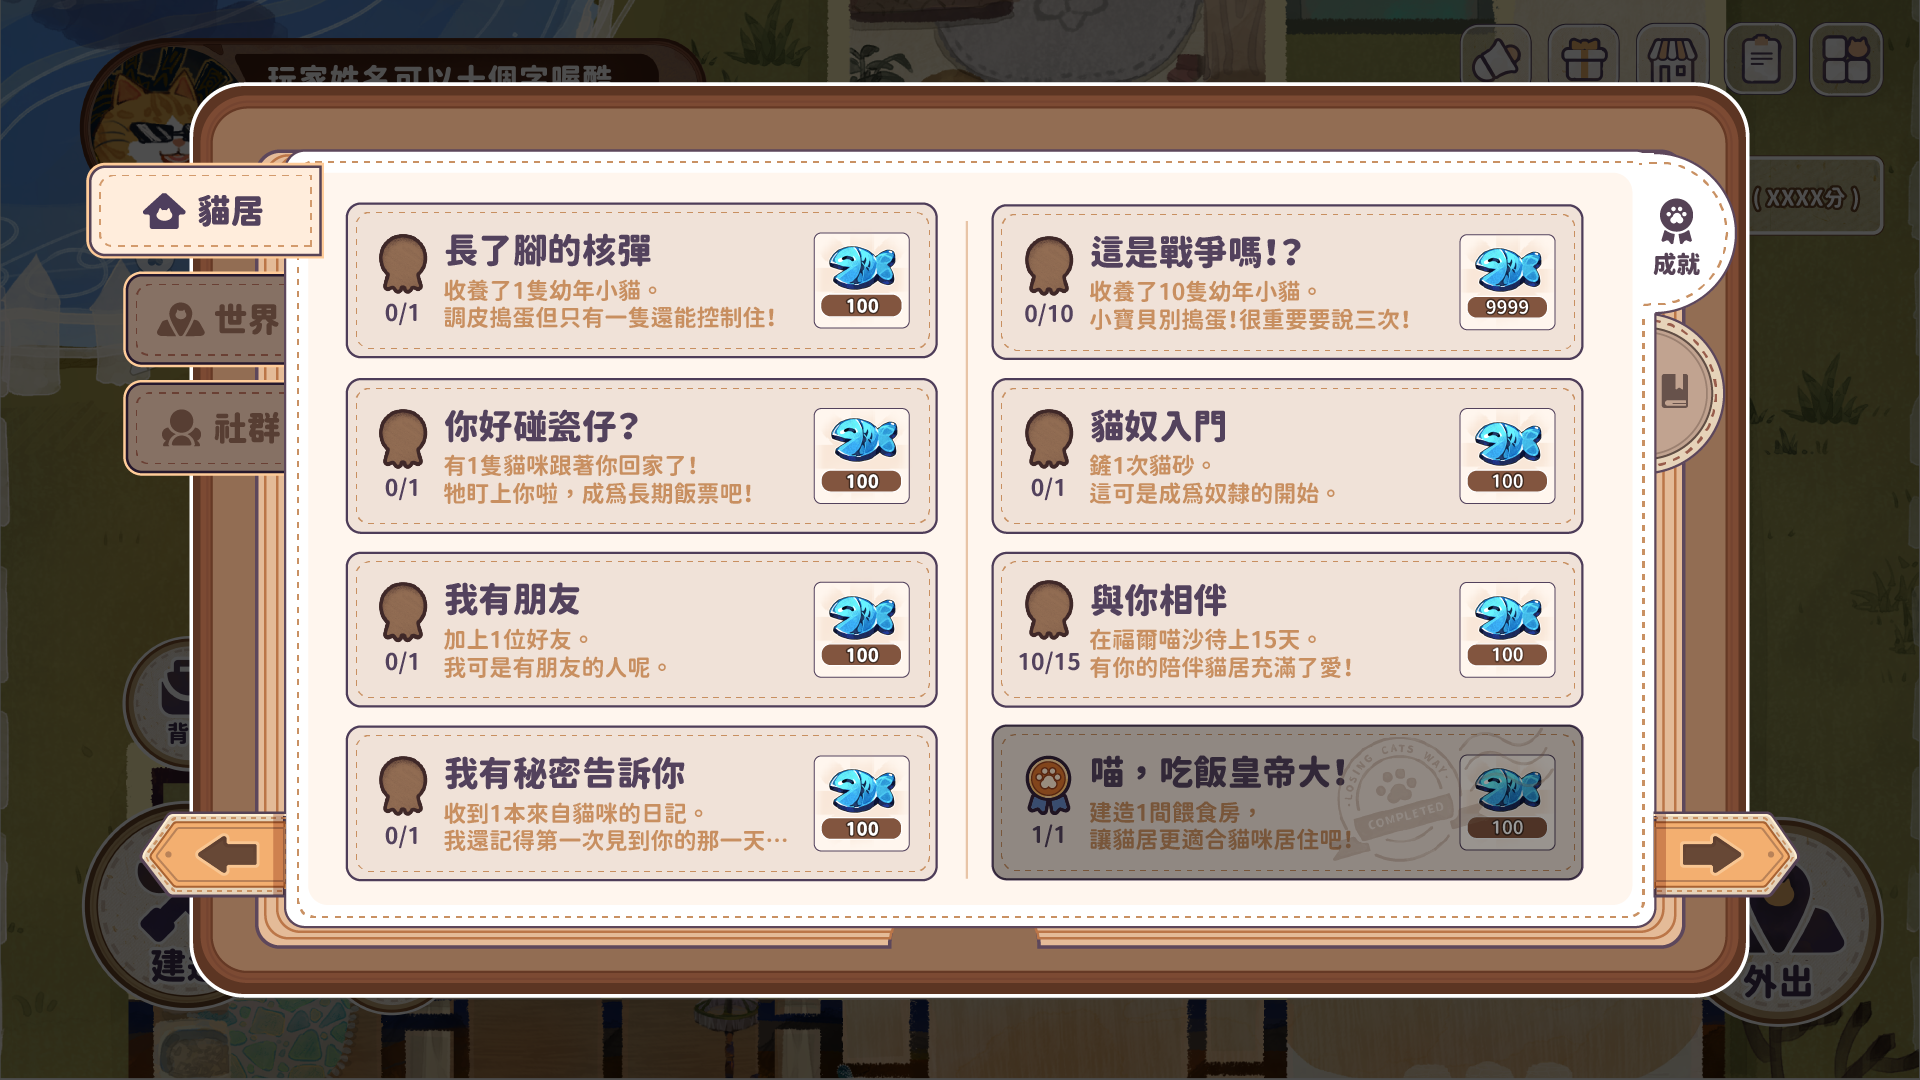 玩家姓名可以十個字喔酷
(XXXX分)
貓居
世界
社群
成就
長了腳的核彈
收養了1隻幼年小貓。
調皮搗蛋但只有一隻還能控制住!
0/1
100
這是戰爭嗎!?
收養了10隻幼年小貓。
小寶貝別搗蛋!很重要要說三次!
0/10
9999
你好碰瓷仔?
有1隻貓咪跟著你回家了!
牠盯上你啦,成為長期飯票吧!
0/1
100
貓奴入門
鏟1次貓砂。
這可是成為奴隸的開始。
0/1
100
我有朋友
加上1位好友。
我可是有朋友的人呢。
0/1
100
與你相伴
在福爾喵沙待上15天。
有你的陪伴貓居充滿了愛!
10/15
100
我有秘密告訴你
收到1本來自貓咪的日記。
我還記得第一次見到你的那一天…
0/1
100
喵,吃飯皇帝大!
建造1間餵食房,
讓貓居更適合貓咪居住吧!
1/1
100
LOSING CATS WAY
COMPLETED
背
建
外出